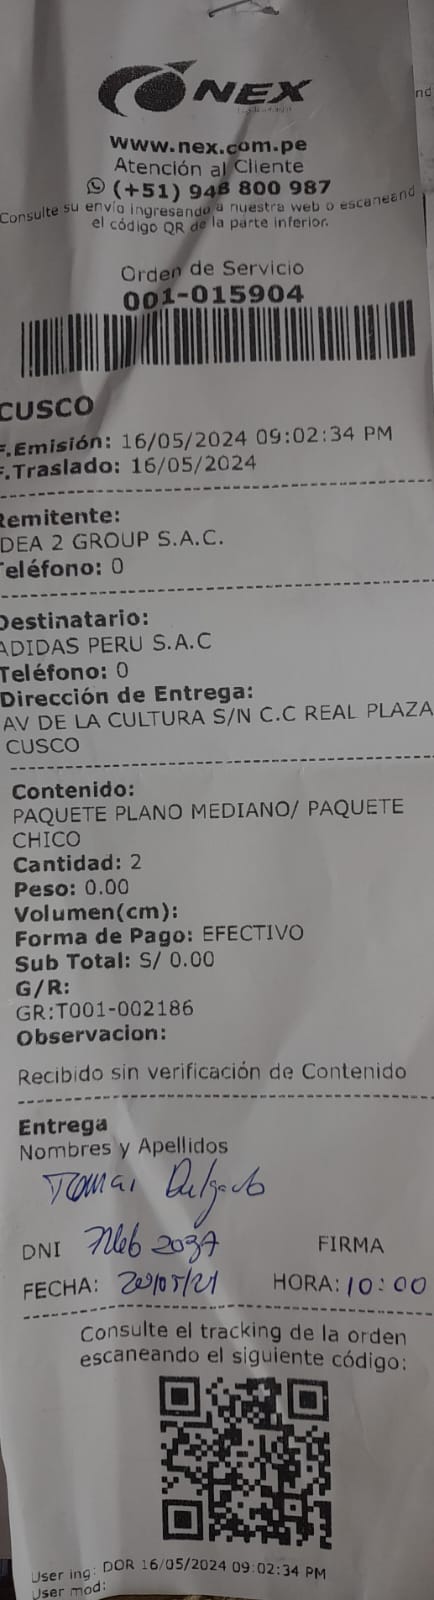 NEX
www.nex.com.pe
Atención al Cliente
(+51) 948 800 987
Consulte su envío ingresando a nuestra web o escaneand
el código QR de la parte inferior.
Orden de Servicio
001-015904
CUSCO
F.Emisión: 16/05/2024 09:02:34 PM
F.Traslado: 16/05/2024
Remitente:
DEA 2 GROUP S.A.C.
Teléfono: 0
Destinatario:
ADIDAS PERU S.A.C
Teléfono: 0
Dirección de Entrega:
AV DE LA CULTURA S/N C.C REAL PLAZA
CUSCO
Contenido:
PAQUETE PLANO MEDIANO/ PAQUETE
CHICO
Cantidad: 2
Peso: 0.00
Volumen(cm):
Forma de Pago: EFECTIVO
Sub Total: S/ 0.00
G/R:
GR:T001-002186
Observacion:
Recibido sin verificación de Contenido
Entrega
Nombres y Apellidos
Tomas Delgado
DNI FIRMA
FECHA: HORA: 10:00
Consulte el tracking de la orden
escaneando el siguiente código:
User ing: DOR 16/05/2024 09:02:34 PM
User mod: